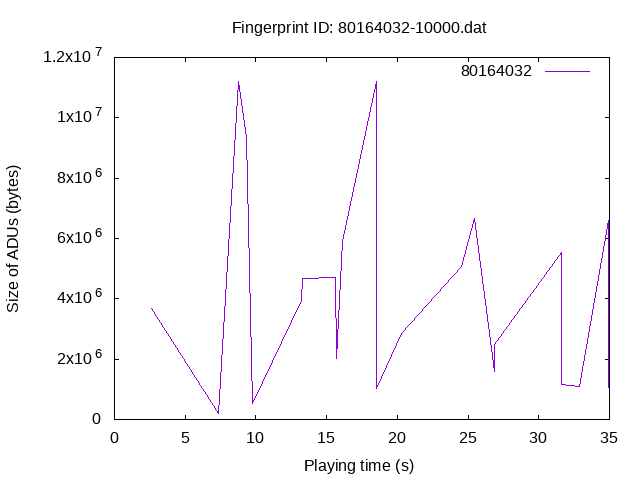 Fingerprint ID: 80164032-10000.dat
80164032
Size of ADUs (bytes)
1.2x10^7
1x10^7
8x10^6
6x10^6
4x10^6
2x10^6
0
0 5 10 15 20 25 30 35
Playing time (s)